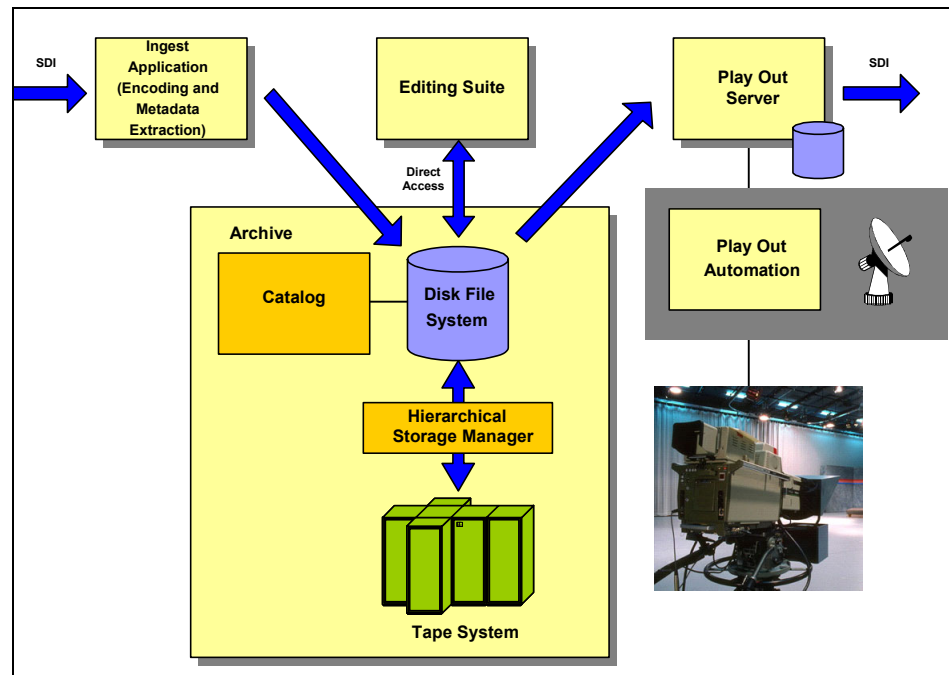 SDI
Ingest
Application
(Encoding and
Metadata
Extraction)
Editing Suite
Play Out
Server
SDI
Direct
Access
Archive
Catalog
Disk File
System
Play Out
Automation
Hierarchical
Storage Manager
Tape System